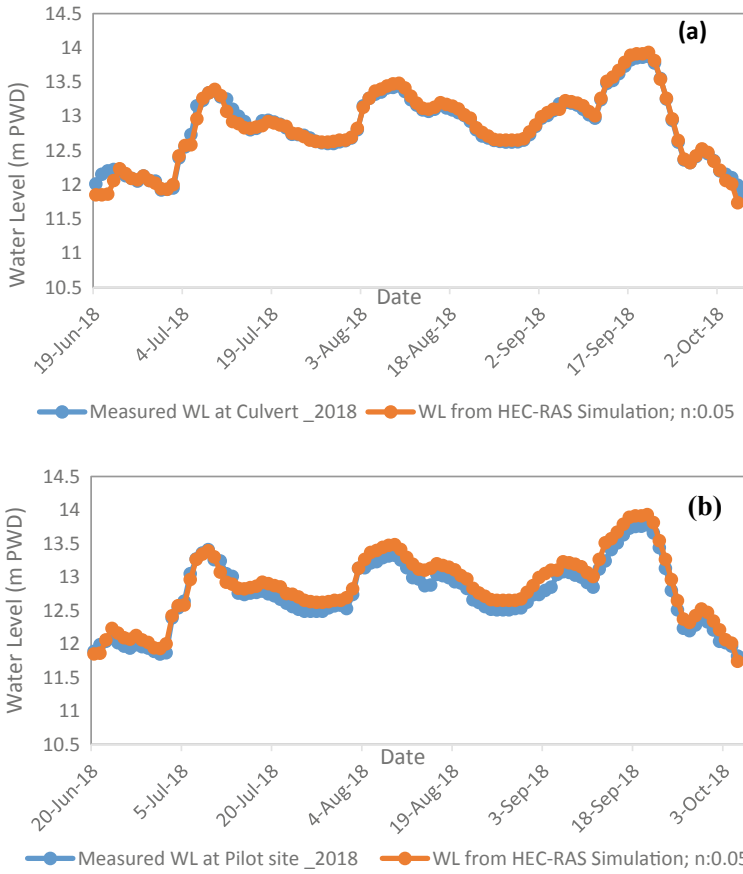 14.5
(a)
14
13.5
13
12.5
12
11.5
11
10.5
Water Level (m PWD)
Date
19-Jun-18
4-Jul-18
19-Jul-18
3-Aug-18
18-Aug-18
2-Sep-18
17-Sep-18
2-Oct-18
Measured WL at Culvert _2018
WL from HEC-RAS Simulation; n:0.05
14.5
(b)
14
13.5
13
12.5
12
11.5
11
10.5
Water Level (m PWD)
Date
20-Jun-18
5-Jul-18
20-Jul-18
4-Aug-18
19-Aug-18
3-Sep-18
18-Sep-18
3-Oct-18
Measured WL at Pilot site _2018
WL from HEC-RAS Simulation; n:0.05